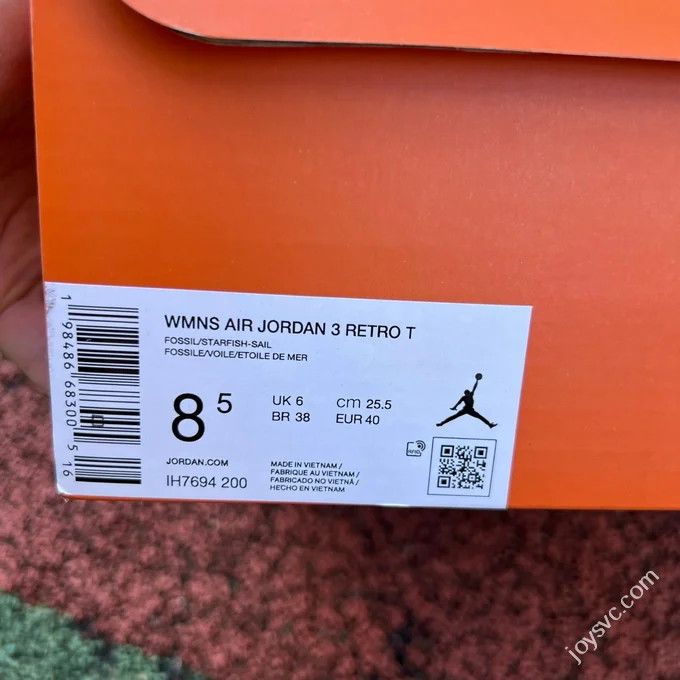 WMNS AIR JORDAN 3 RETRO T
FOSSIL/STARFISH-SAIL
FOSSILE/VOILE/ETOILE DE MER
8 5
UK 6
BR 38
cm 25.5
EUR 40
JORDAN.COM
IH7694 200
MADE IN VIETNAM /
FABRIQUE AU VIETNAM /
FABRICADO NO VIETNÃ /
HECHO EN VIETNAM
RFID
1 98486 68300 5 16
joysvc.com